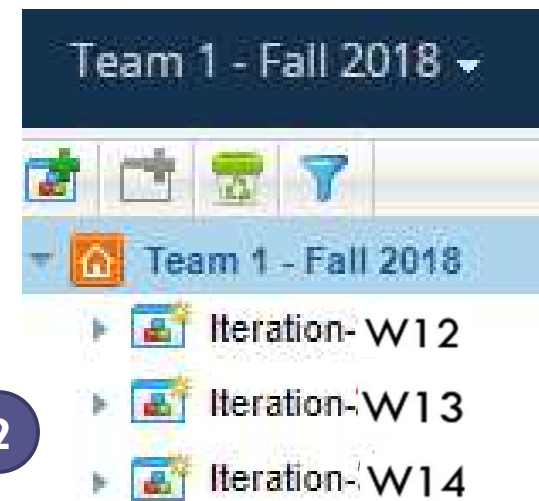 Team 1 - Fall 2018
Team 1 - Fall 2018
Iteration- W12
Iteration- W13
2
Iteration- W14